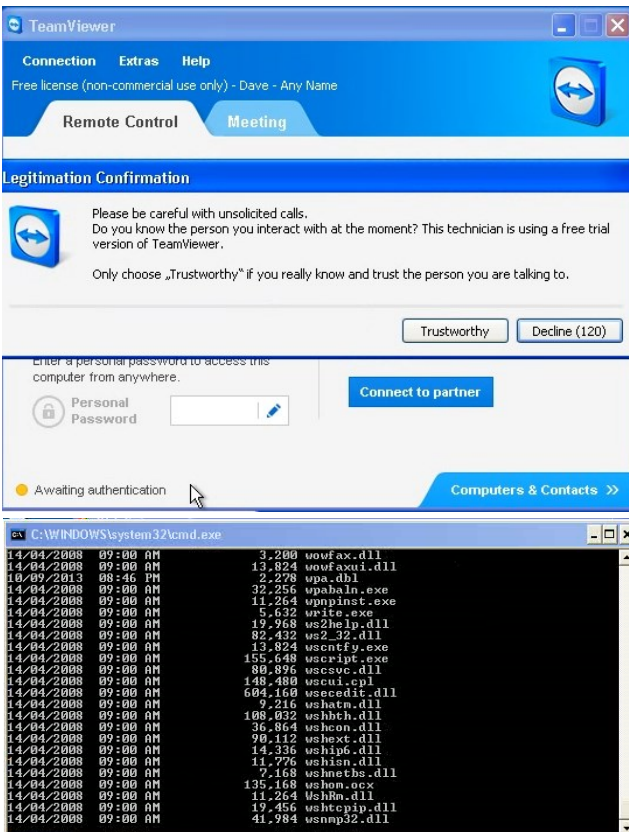 TeamViewer
Connection Extras Help
Free license (non-commercial use only) - Dave - Any Name
Remote Control Meeting
Legitimation Confirmation
Please be careful with unsolicited calls.
Do you know the person you interact with at the moment? This technician is using a free trial
version of TeamViewer.
Only choose „Trustworthy“ if you really know and trust the person you are talking to.
Trustworthy Decline (120)
Enter a personal password to access this
computer from anywhere.
Personal
Password
Connect to partner
Awaiting authentication
Computers & Contacts >>
C:\WINDOWS\system32\cmd.exe
14/04/2008 09:00 AM 3,200 wowfax.dll
14/04/2008 09:00 AM 13,824 wowfaxui.dll
10/09/2013 08:46 PM 2,278 wpa.dbl
14/04/2008 09:00 AM 32,256 wpabaln.exe
14/04/2008 09:00 AM 11,264 wpnpinst.exe
14/04/2008 09:00 AM 5,632 write.exe
14/04/2008 09:00 AM 19,968 ws2help.dll
14/04/2008 09:00 AM 82,432 ws2_32.dll
14/04/2008 09:00 AM 13,824 wscntfy.exe
14/04/2008 09:00 AM 155,648 wscript.exe
14/04/2008 09:00 AM 80,896 wscsvc.dll
14/04/2008 09:00 AM 148,480 wscui.cpl
14/04/2008 09:00 AM 604,160 wsecedit.dll
14/04/2008 09:00 AM 9,216 wshatm.dll
14/04/2008 09:00 AM 108,032 wshbth.dll
14/04/2008 09:00 AM 36,864 wshcon.dll
14/04/2008 09:00 AM 90,112 wshext.dll
14/04/2008 09:00 AM 14,336 wship6.dll
14/04/2008 09:00 AM 11,776 wshisn.dll
14/04/2008 09:00 AM 7,168 wshnetbs.dll
14/04/2008 09:00 AM 135,168 wshom.ocx
14/04/2008 09:00 AM 11,264 WshRm.dll
14/04/2008 09:00 AM 19,456 wshtcpip.dll
14/04/2008 09:00 AM 41,984 wsnmp32.dll